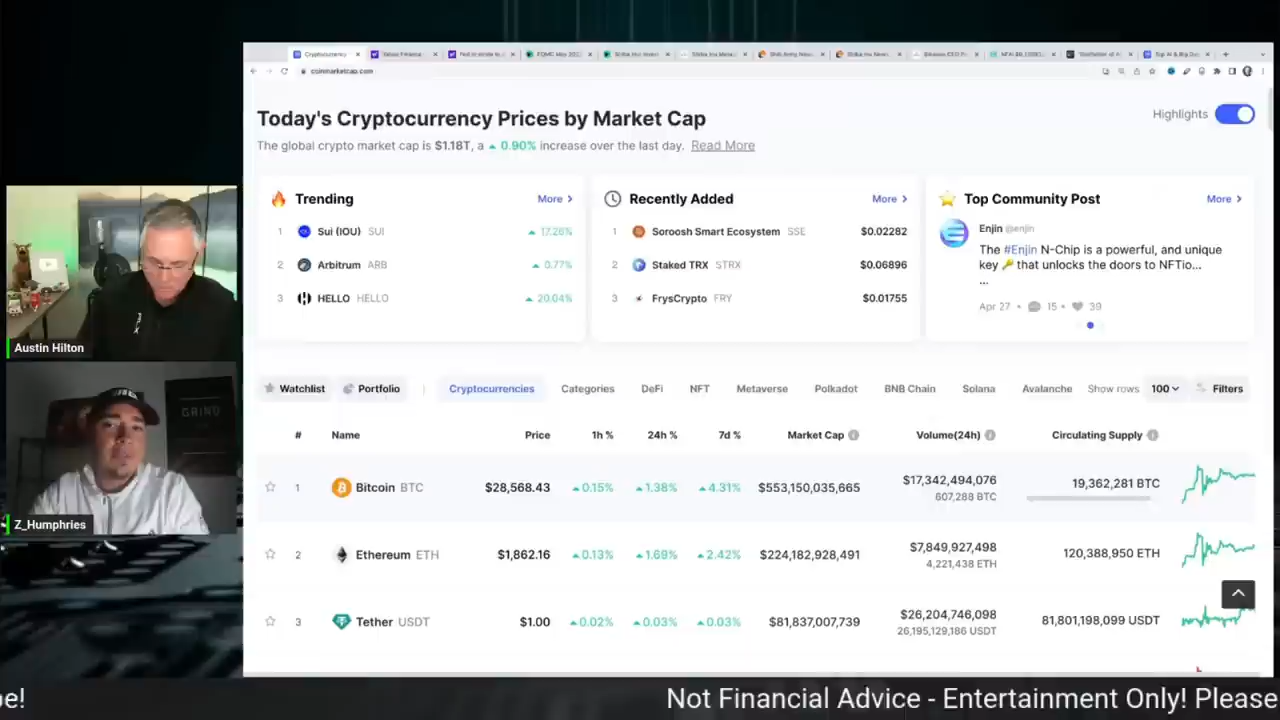 Cryptocurrency
coinmarketcap.com
Today's Cryptocurrency Prices by Market Cap
Highlights
The global crypto market cap is $1.18T, a 0.90% increase over the last day. Read More
Trending
More
1 Sui (IOU) SUI 17.26%
2 Arbitrum ARB 0.77%
3 HELLO HELLO 20.04%
Recently Added
More
1 Soroosh Smart Ecosystem SSE $0.02282
2 Staked TRX STRX $0.06896
3 FrysCrypto FRY $0.01755
Top Community Post
More
Enjin @enjin
The #Enjin N-Chip is a powerful, and unique
key 🔑 that unlocks the doors to NFTio...
...
Apr 27 • 15 • 39
Watchlist Portfolio Cryptocurrencies Categories DeFi NFT Metaverse Polkadot BNB Chain Solana Avalanche Show rows 100 Filters
# Name Price 1h % 24h % 7d % Market Cap Volume(24h) Circulating Supply
1 Bitcoin BTC $28,568.43 0.15% 1.38% 4.31% $553,150,035,665 $17,342,494,076 19,362,281 BTC
607,288 BTC
2 Ethereum ETH $1,862.16 0.13% 1.69% 2.42% $224,182,928,491 $7,849,927,498 120,388,950 ETH
4,221,438 ETH
3 Tether USDT $1.00 0.02% 0.03% 0.03% $81,837,007,739 $26,204,746,098 81,801,198,099 USDT
26,195,129,186 USDT
Austin Hilton
GRIND
Z_Humphries
be!
Not Financial Advice - Entertainment Only! Please